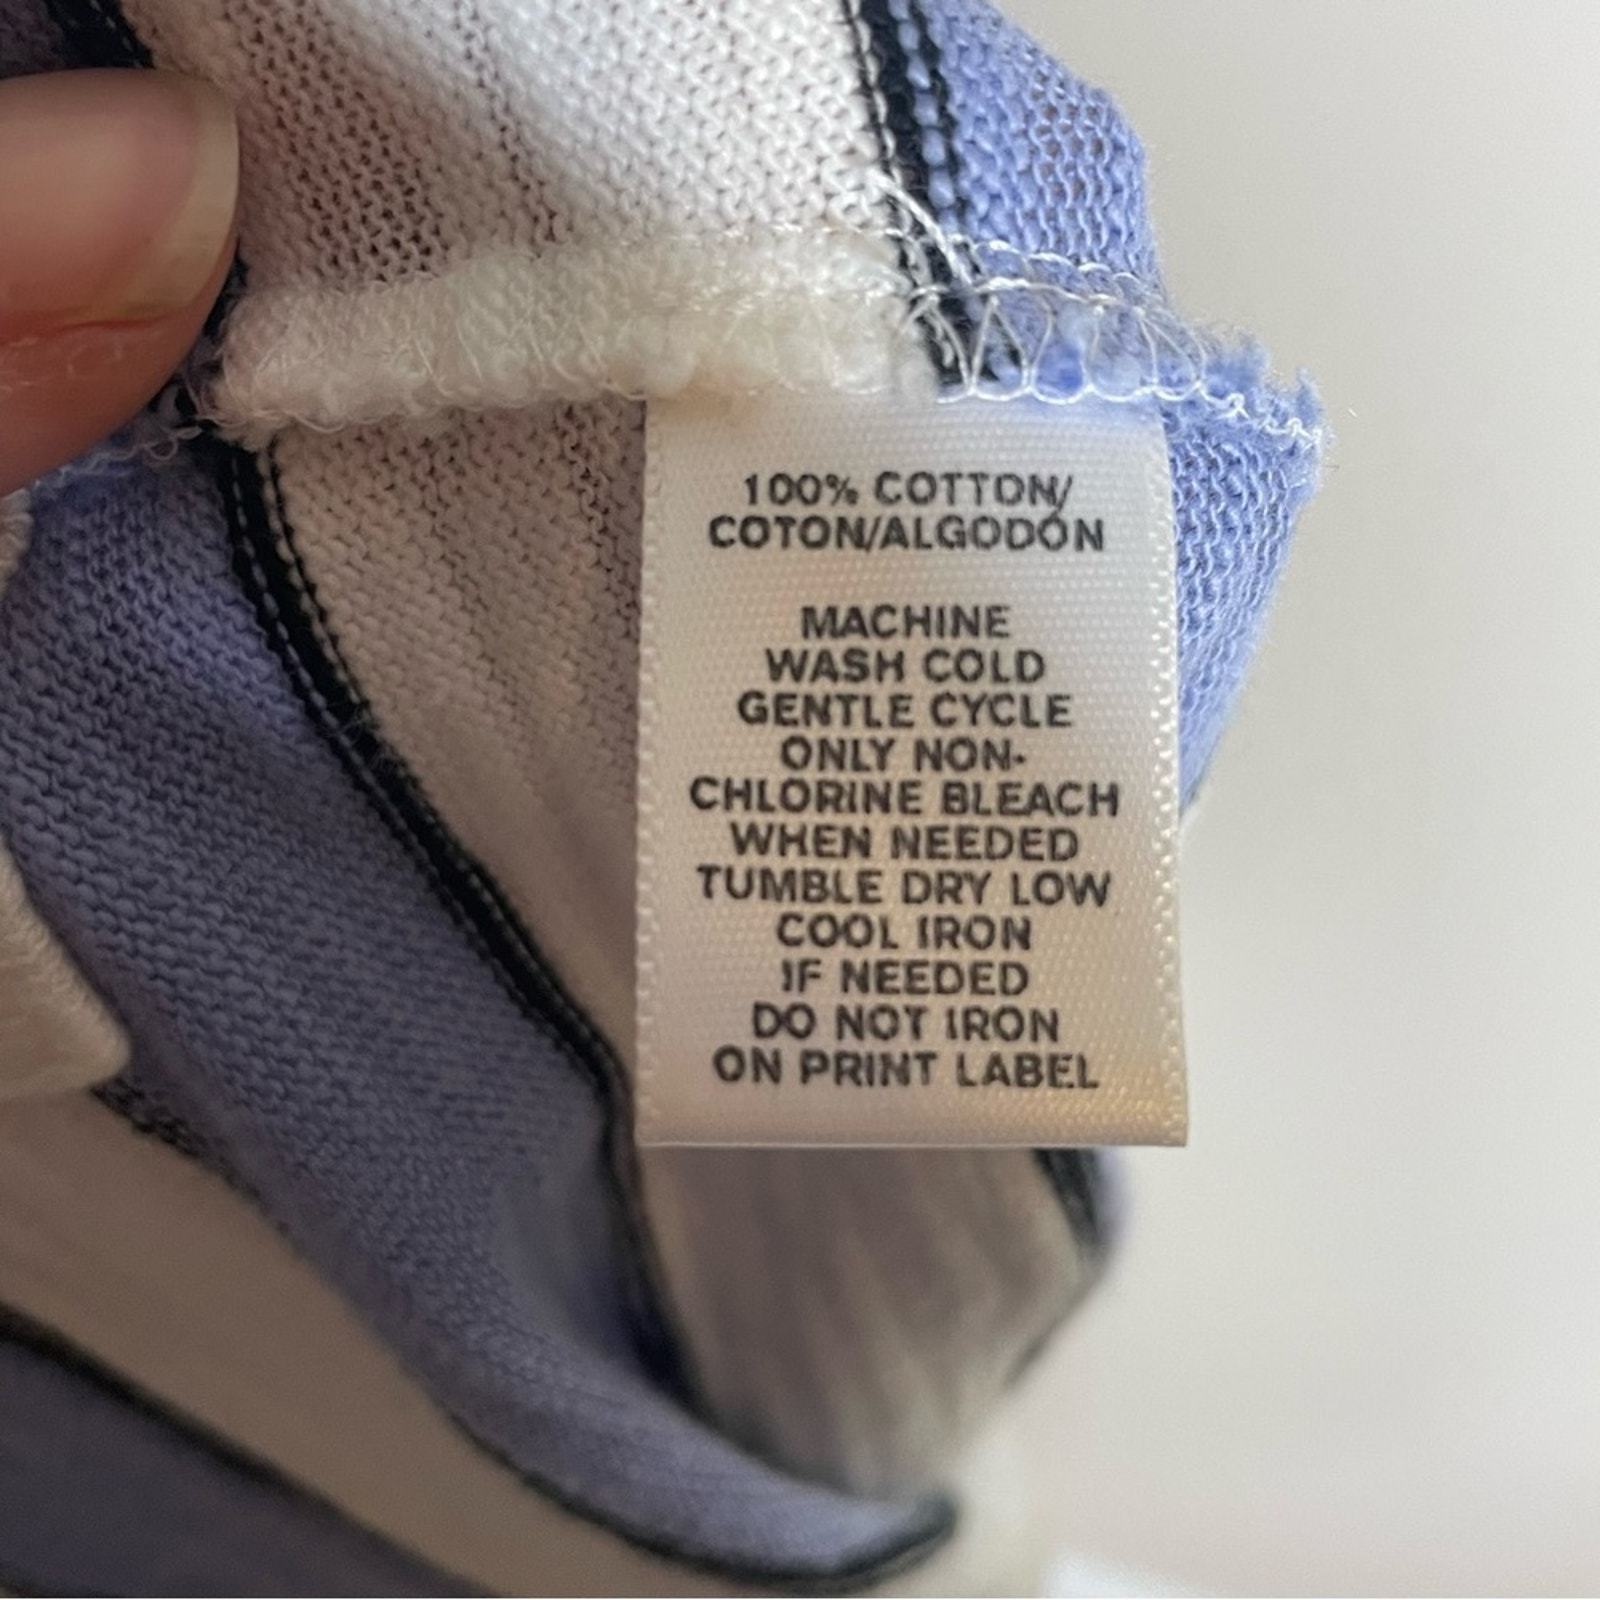 100% COTTON/
COTON/ALGODÓN
MACHINE
WASH COLD
GENTLE CYCLE
ONLY NON-
CHLORINE BLEACH
WHEN NEEDED
TUMBLE DRY LOW
COOL IRON
IF NEEDED
DO NOT IRON
ON PRINT LABEL